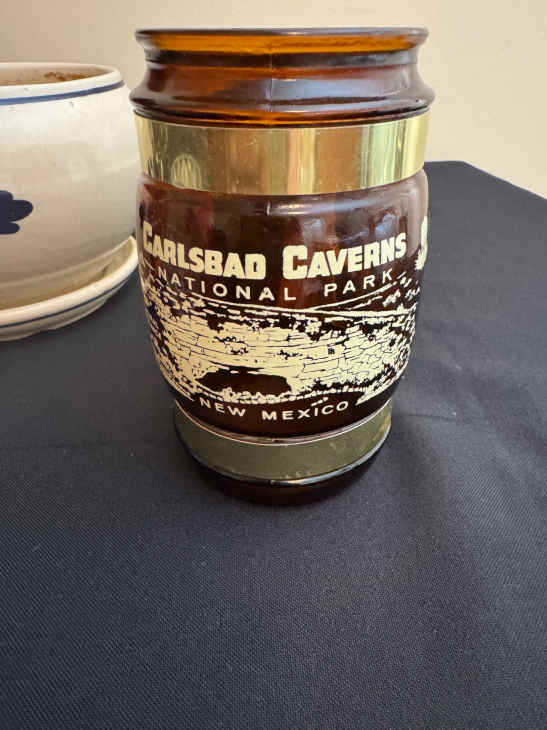 CARLSBAD CAVERNS
NATIONAL PARK
NEW MEXICO